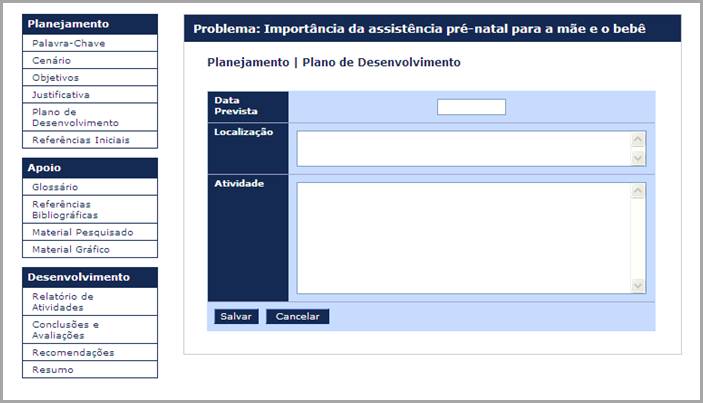 Planejamento
Palavra-Chave
Cenário
Objetivos
Justificativa
Plano de
Desenvolvimento
Referências Iniciais
Apoio
Glossário
Referências
Bibliográficas
Material Pesquisado
Material Gráfico
Desenvolvimento
Relatório de
Atividades
Conclusões e
Avaliações
Recomendações
Resumo
Problema: Importância da assistência pré-natal para a mãe e o bebê
Planejamento | Plano de Desenvolvimento
Data
Prevista
Localização
Atividade
Salvar Cancelar